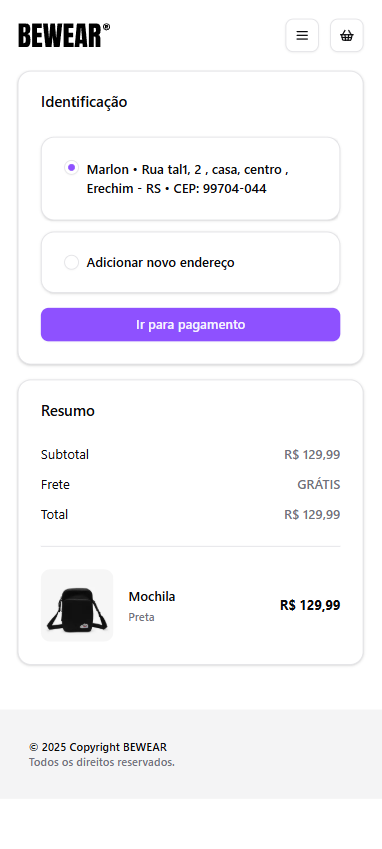 BEWEAR®
Identificação
Marlon • Rua tal1, 2 , casa, centro ,
Erechim - RS • CEP: 99704-044
Adicionar novo endereço
Ir para pagamento
Resumo
Subtotal R$ 129,99
Frete GRÁTIS
Total R$ 129,99
Mochila
Preta
R$ 129,99
© 2025 Copyright BEWEAR
Todos os direitos reservados.